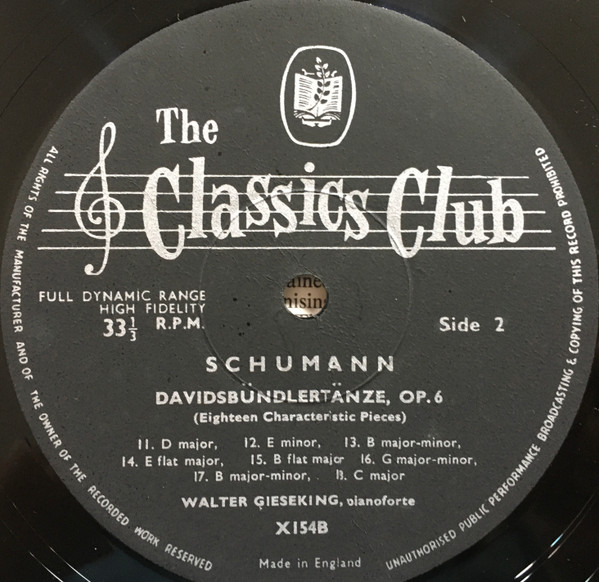 The
Classics Club
FULL DYNAMIC RANGE
HIGH FIDELITY
33⅓ R.P.M.
Side 2
SCHUMANN
DAVIDSBÜNDLERTÄNZE, OP. 6
(Eighteen Characteristic Pieces)
11. D major, 12. E minor, 13. B major-minor,
14. E flat major, 15. B flat major 16. G major-minor,
17. B major-minor, 18. C major
WALTER GIESEKING, pianoforte
X154B
Made in England
ALL RIGHTS OF THE MANUFACTURER AND OF THE OWNER OF THE RECORDED WORK RESERVED
UNAUTHORISED PUBLIC PERFORMANCE BROADCASTING & COPYING OF THIS RECORD PROHIBITED